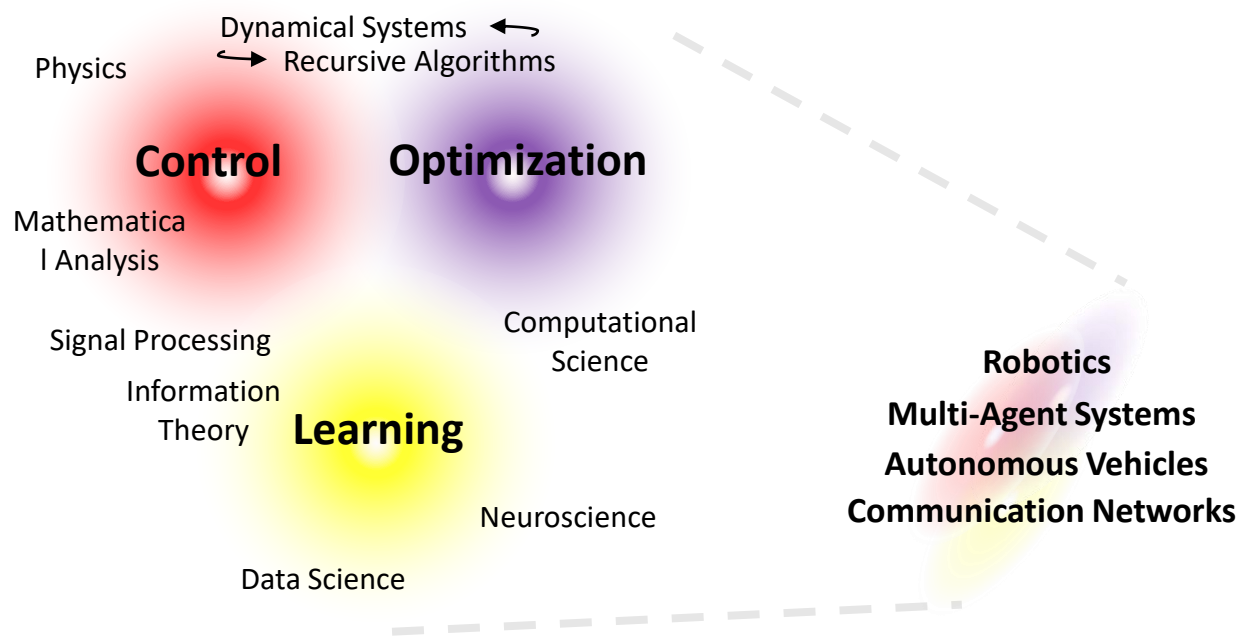 Dynamical Systems
Recursive Algorithms
Physics
Control
Optimization
Mathematica
l Analysis
Signal Processing
Computational
Science
Information
Theory
Learning
Neuroscience
Data Science
Robotics
Multi-Agent Systems
Autonomous Vehicles
Communication Networks